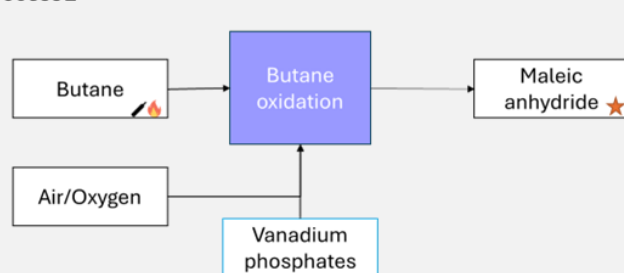 Butane
Butane
oxidation
Maleic
anhydride
Air/Oxygen
Vanadium
phosphates